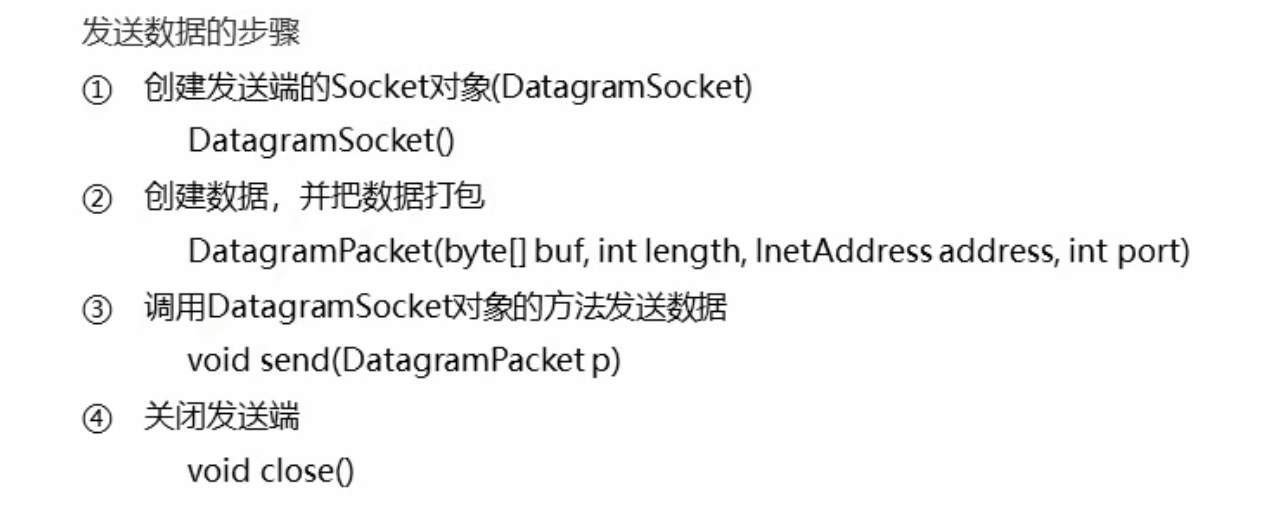 发送数据的步骤
① 创建发送端的Socket对象(DatagramSocket)
DatagramSocket()
② 创建数据，并把数据打包
DatagramPacket(byte[] buf, int length, InetAddress address, int port)
③ 调用DatagramSocket对象的方法发送数据
void send(DatagramPacket p)
④ 关闭发送端
void close()